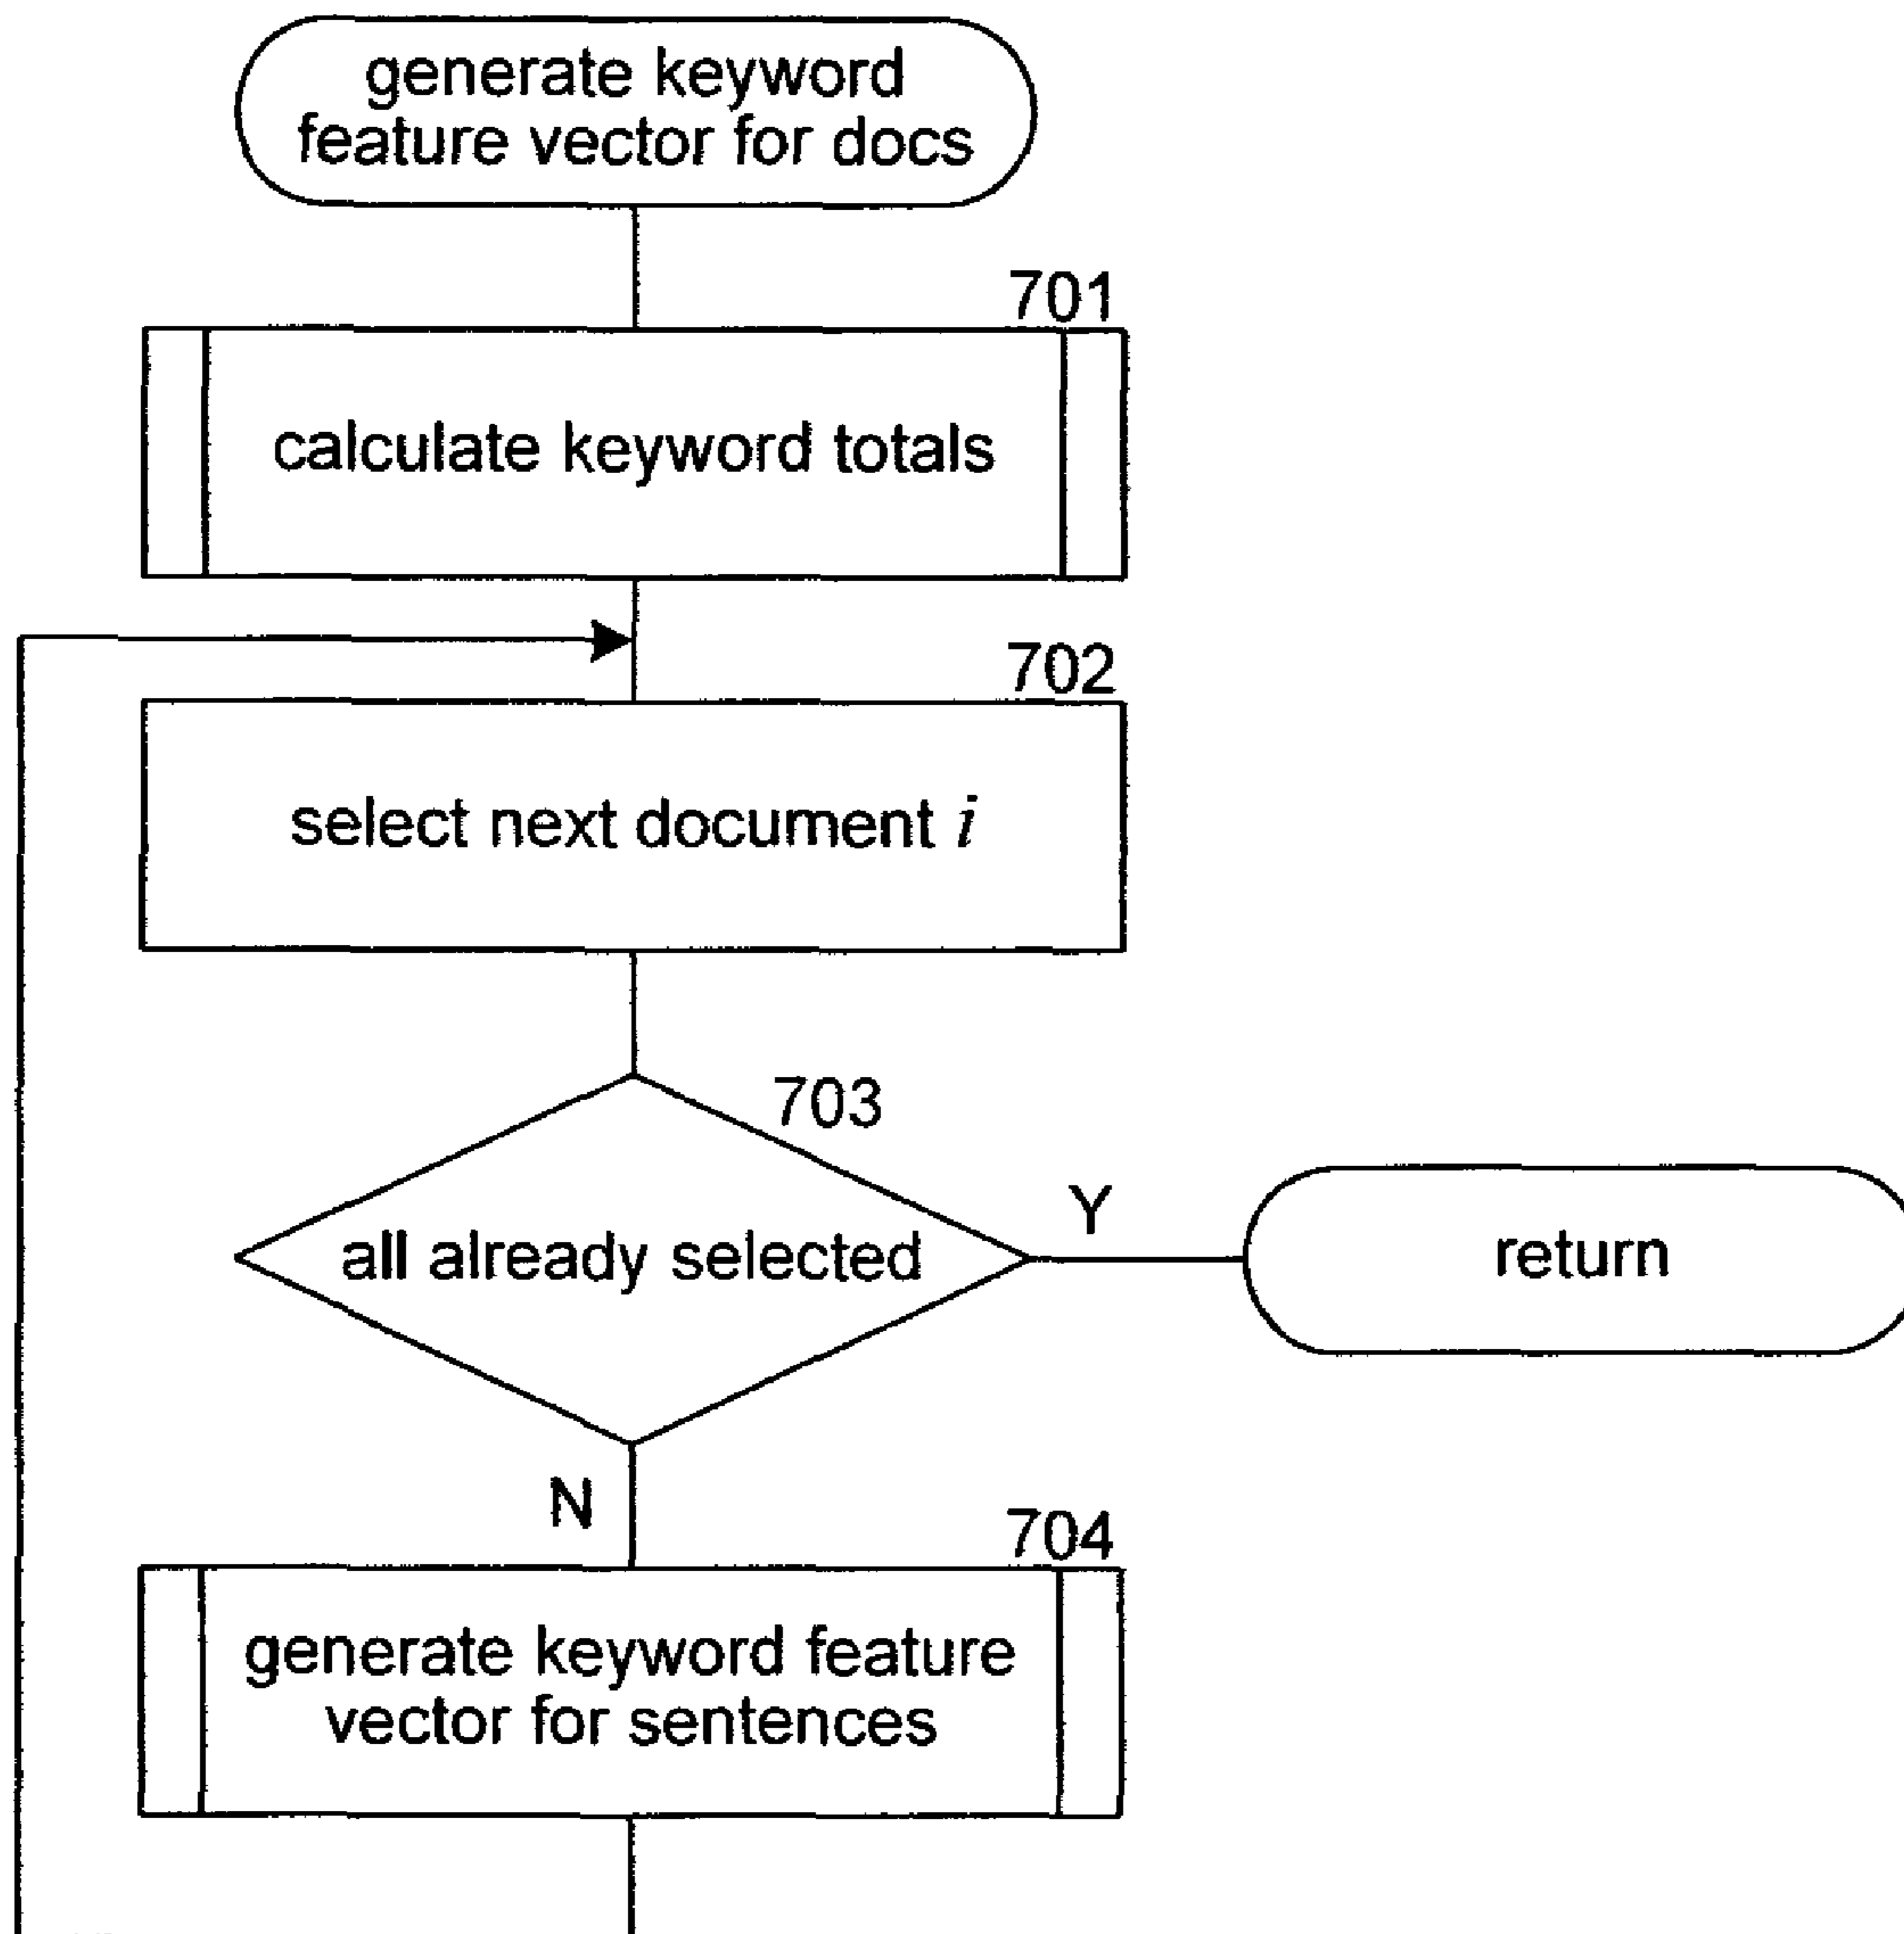 generate keyword
feature vector for docs
701
calculate keyword totals
702
select next document i
703
all already selected
Y
return
N
704
generate keyword feature
vector for sentences